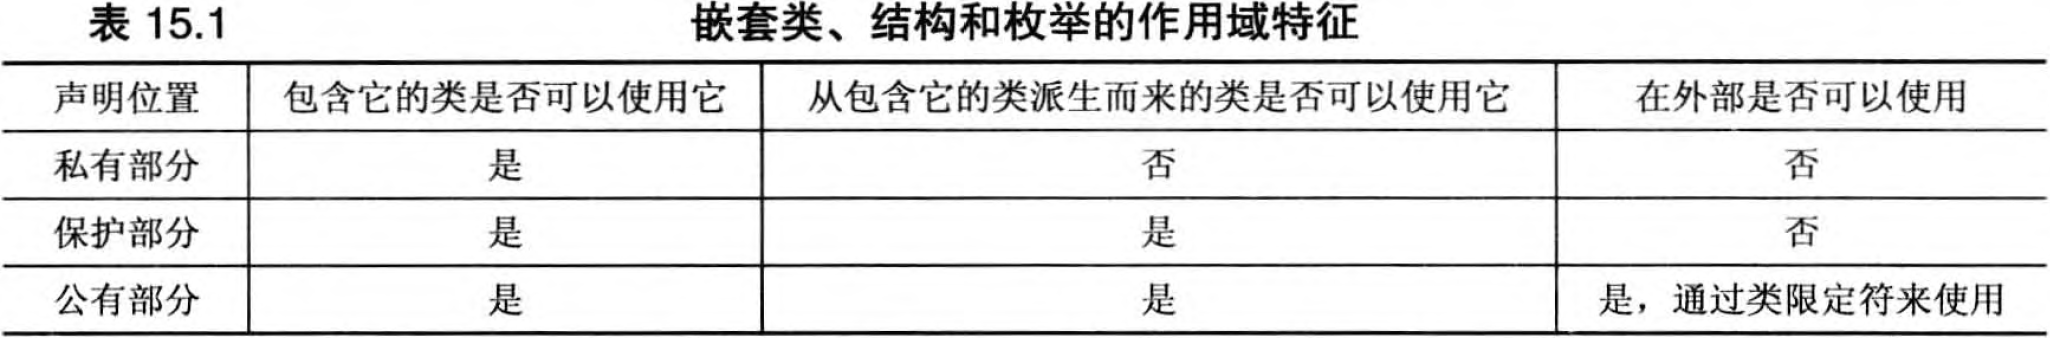 表 15.1 嵌套类、结构和枚举的作用域特征
声明位置 包含它的类是否可以使用它 从包含它的类派生而来的类是否可以使用它 在外部是否可以使用
私有部分 是 否 否
保护部分 是 是 否
公有部分 是 是 是，通过类限定符来使用